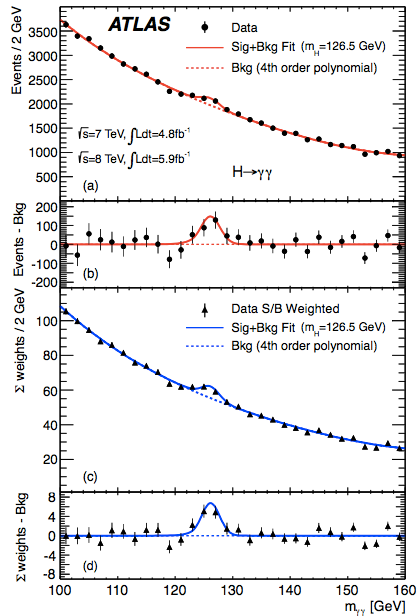 ATLAS
Data
Sig+Bkg Fit (mH=126.5 GeV)
Bkg (4th order polynomial)
Events / 2 GeV
3500
3000
2500
2000
1500
1000
500
√s=7 TeV, ∫Ldt=4.8fb⁻¹
√s=8 TeV, ∫Ldt=5.9fb⁻¹
H→γγ
(a)
Events - Bkg
200
100
0
-100
-200
(b)
Σ weights / 2 GeV
100
80
60
40
20
Data S/B Weighted
Sig+Bkg Fit (mH=126.5 GeV)
Bkg (4th order polynomial)
(c)
Σ weights - Bkg
8
4
0
-4
-8
(d)
100 110 120 130 140 150 160
mγγ [GeV]